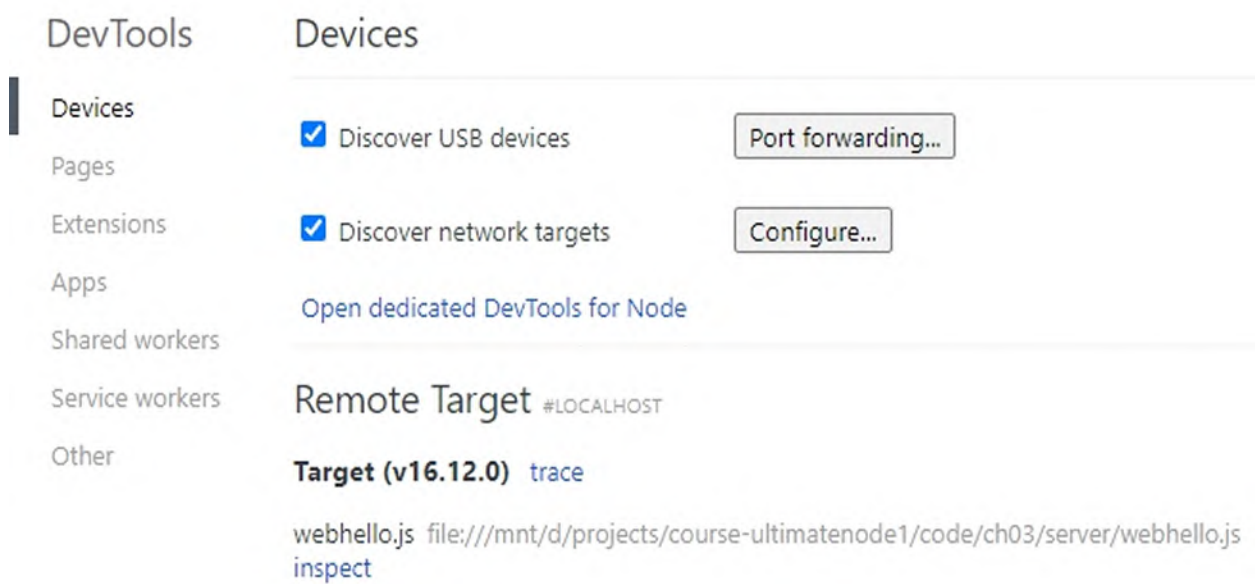 DevTools
Devices
Pages
Extensions
Apps
Shared workers
Service workers
Other
Devices
Discover USB devices
Port forwarding...
Discover network targets
Configure...
Open dedicated DevTools for Node
Remote Target #LOCALHOST
Target (v16.12.0) trace
webhello.js file:///mnt/d/projects/course-ultimatenode1/code/ch03/server/webhello.js
inspect